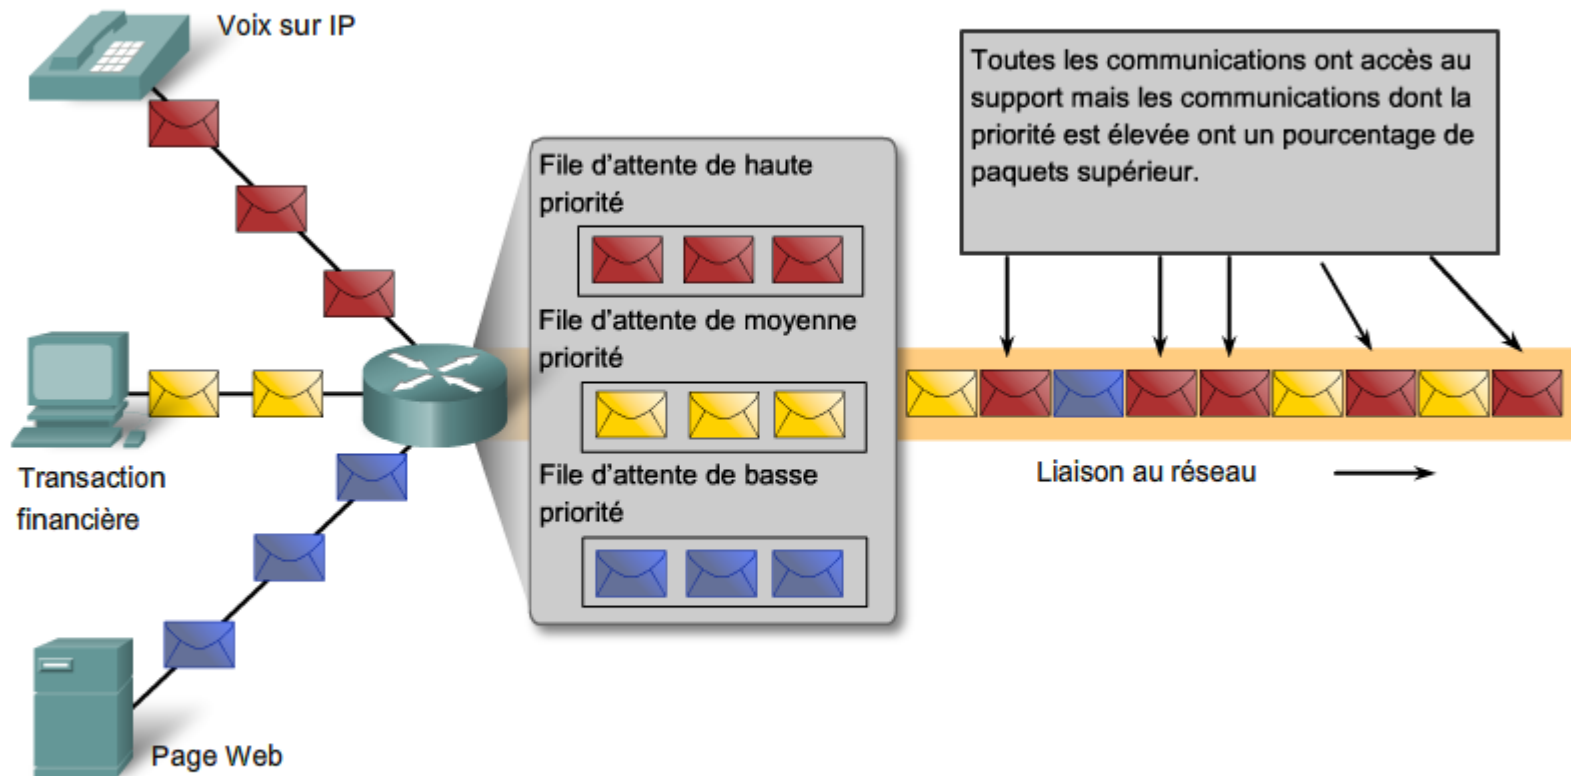 Voix sur IP
Toutes les communications ont accès au
support mais les communications dont la
priorité est élevée ont un pourcentage de
paquets supérieur.
File d'attente de haute
priorité
File d'attente de moyenne
priorité
File d'attente de basse
priorité
Transaction
financière
Liaison au réseau
Page Web